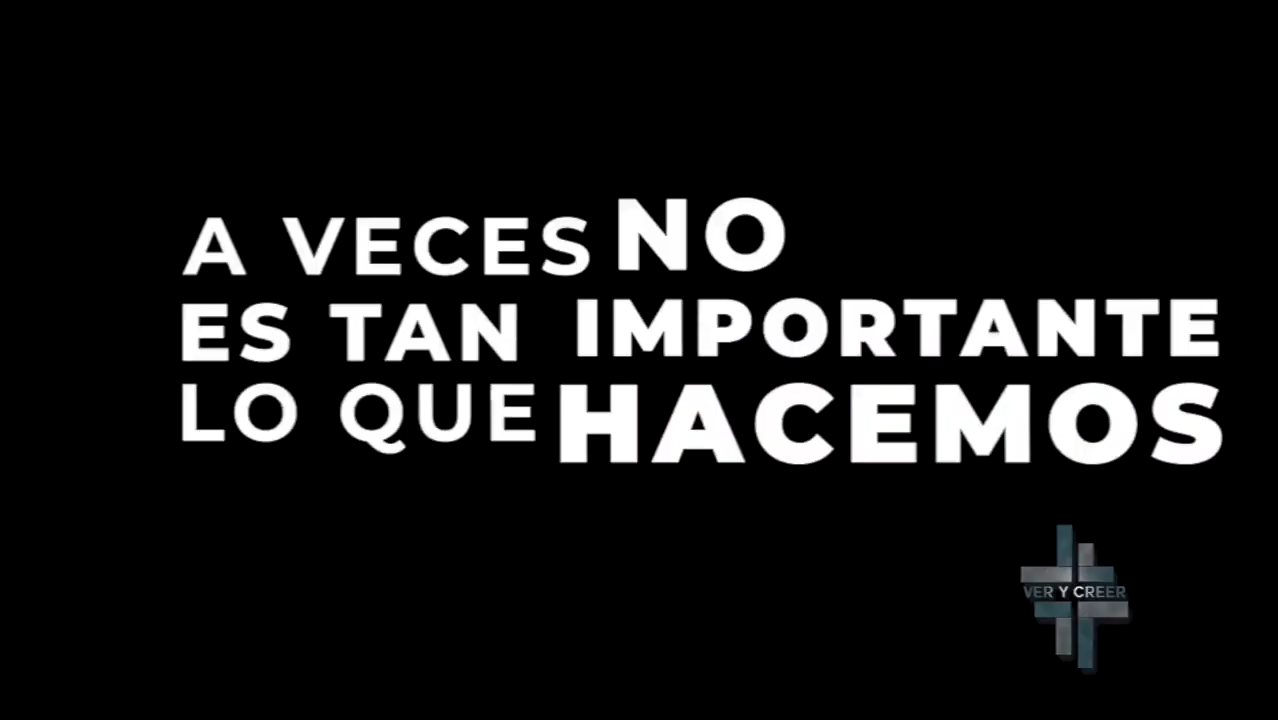 A VECES NO
ES TAN IMPORTANTE
LO QUE HACEMOS
VER Y CREER